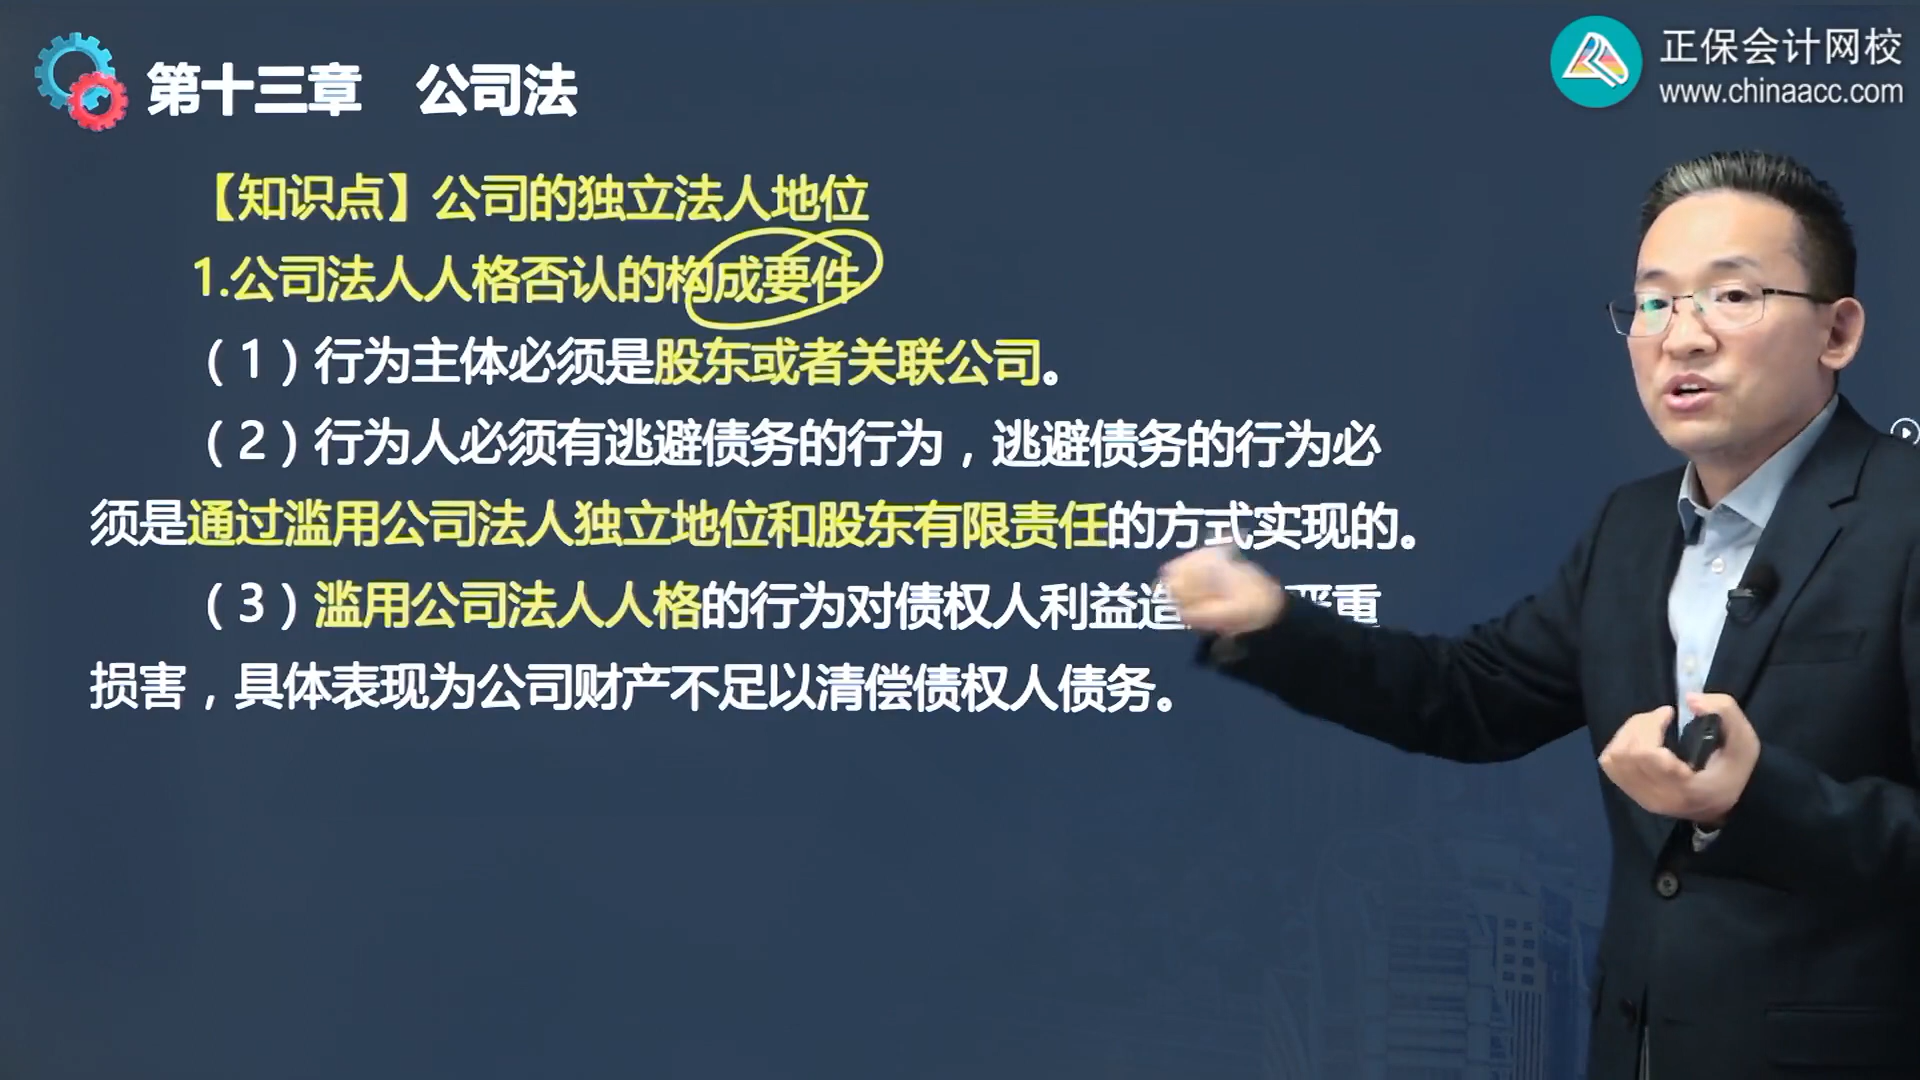 第十三章 公司法
正保会计网校
www.chinaacc.com
【知识点】公司的独立法人地位
1.公司法人人格否认的构成要件
（1）行为主体必须是股东或者关联公司。
（2）行为人必须有逃避债务的行为，逃避债务的行为必
须是通过滥用公司法人独立地位和股东有限责任的方式实现的。
（3）滥用公司法人人格的行为对债权人利益造 严重
损害，具体表现为公司财产不足以清偿债权人债务。